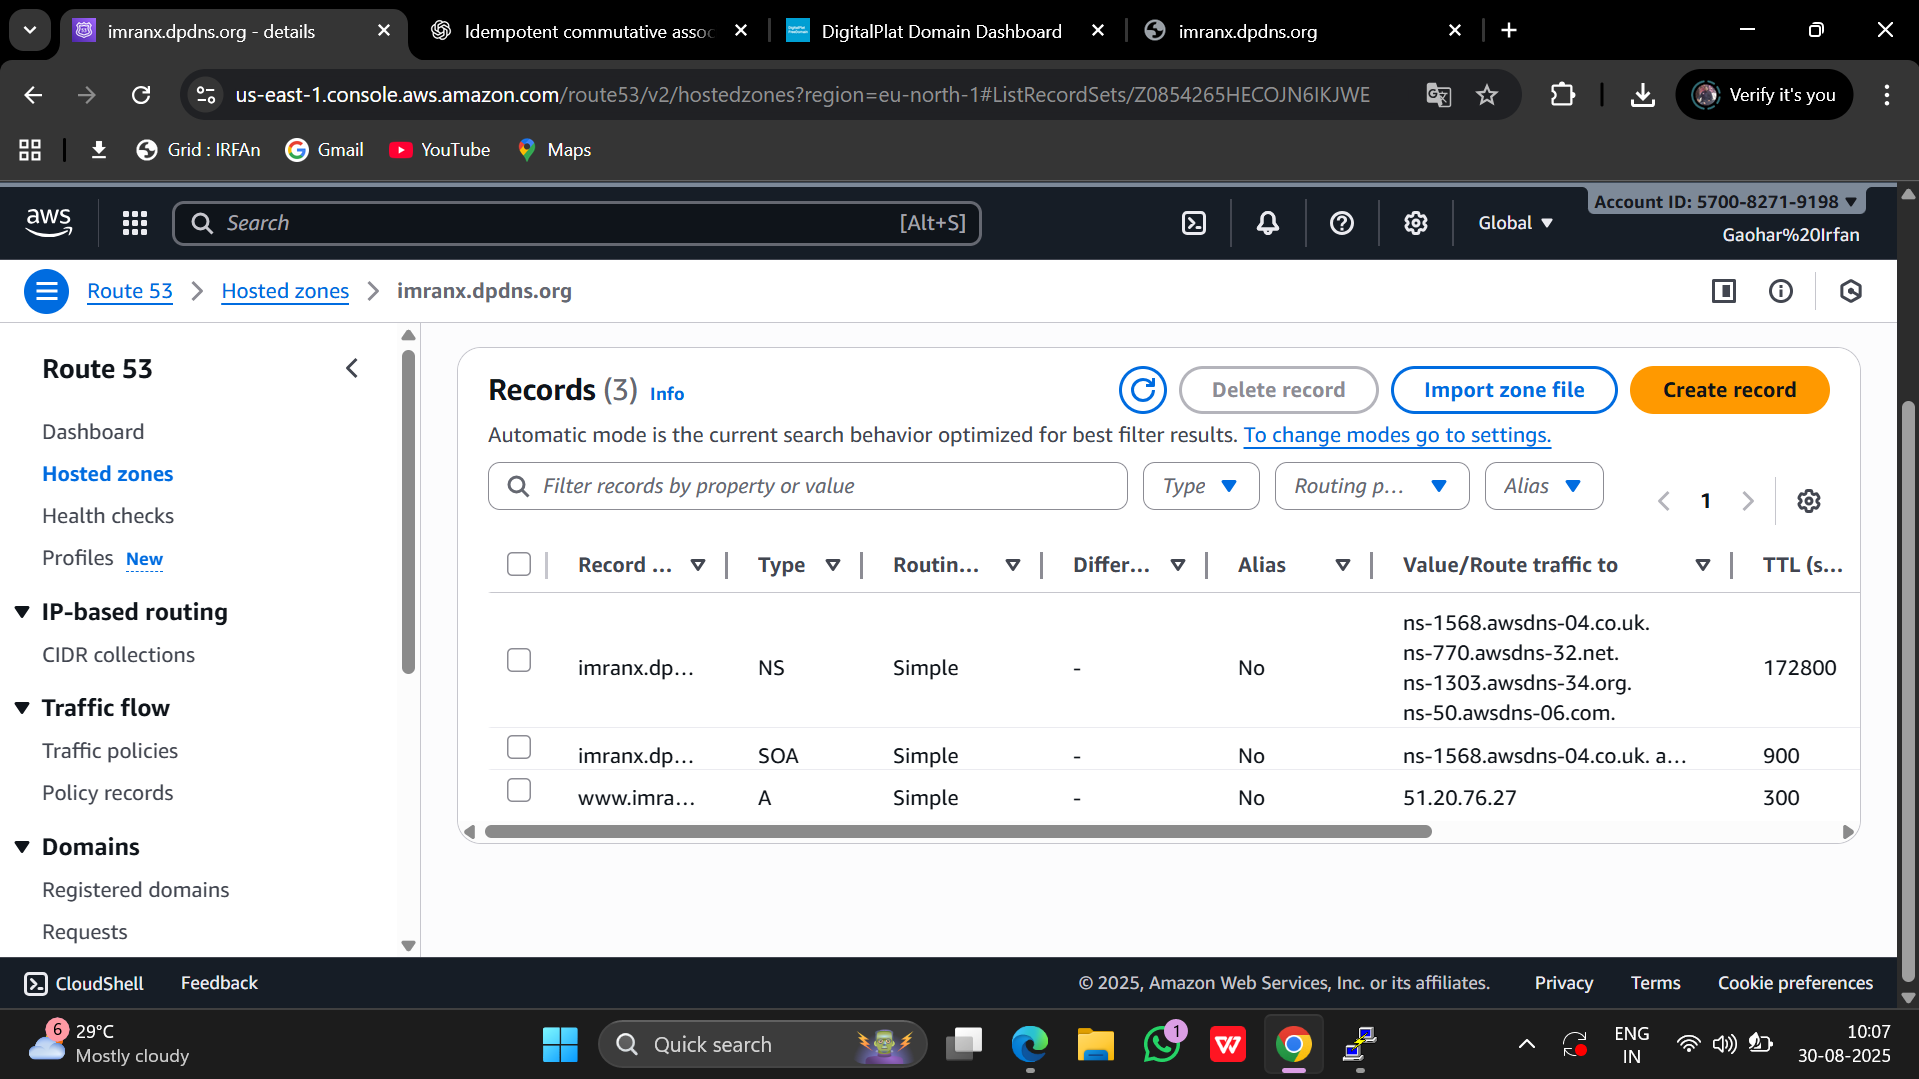 imranx.dpdns.org - details
Idempotent commutative assoc
DigitalPlat Domain Dashboard
imranx.dpdns.org
us-east-1.console.aws.amazon.com/route53/v2/hostedzones?region=eu-north-1#ListRecordSets/Z0854265HECOJN6IKJWE
Verify it's you
Grid : IRFAn
Gmail
YouTube
Maps
aws
Search
[Alt+S]
Global
Account ID: 5700-8271-9198
Gaohar%20Irfan
Route 53
Hosted zones
imranx.dpdns.org
Route 53
Dashboard
Hosted zones
Health checks
Profiles New
IP-based routing
CIDR collections
Traffic flow
Traffic policies
Policy records
Domains
Registered domains
Requests
Records (3) Info
Delete record
Import zone file
Create record
Automatic mode is the current search behavior optimized for best filter results. To change modes go to settings.
Filter records by property or value
Type
Routing p...
Alias
1
Record ... Type Routin... Differ... Alias Value/Route traffic to TTL (s...
ns-1568.awsdns-04.co.uk.
ns-770.awsdns-32.net.
imranx.dp... NS Simple - No 172800
ns-1303.awsdns-34.org.
ns-50.awsdns-06.com.
imranx.dp... SOA Simple - No ns-1568.awsdns-04.co.uk. a... 900
www.imra... A Simple - No 51.20.76.27 300
CloudShell
Feedback
© 2025, Amazon Web Services, Inc. or its affiliates.
Privacy
Terms
Cookie preferences
6
29°C
Mostly cloudy
Quick search
1
W
ENG
IN
10:07
30-08-2025